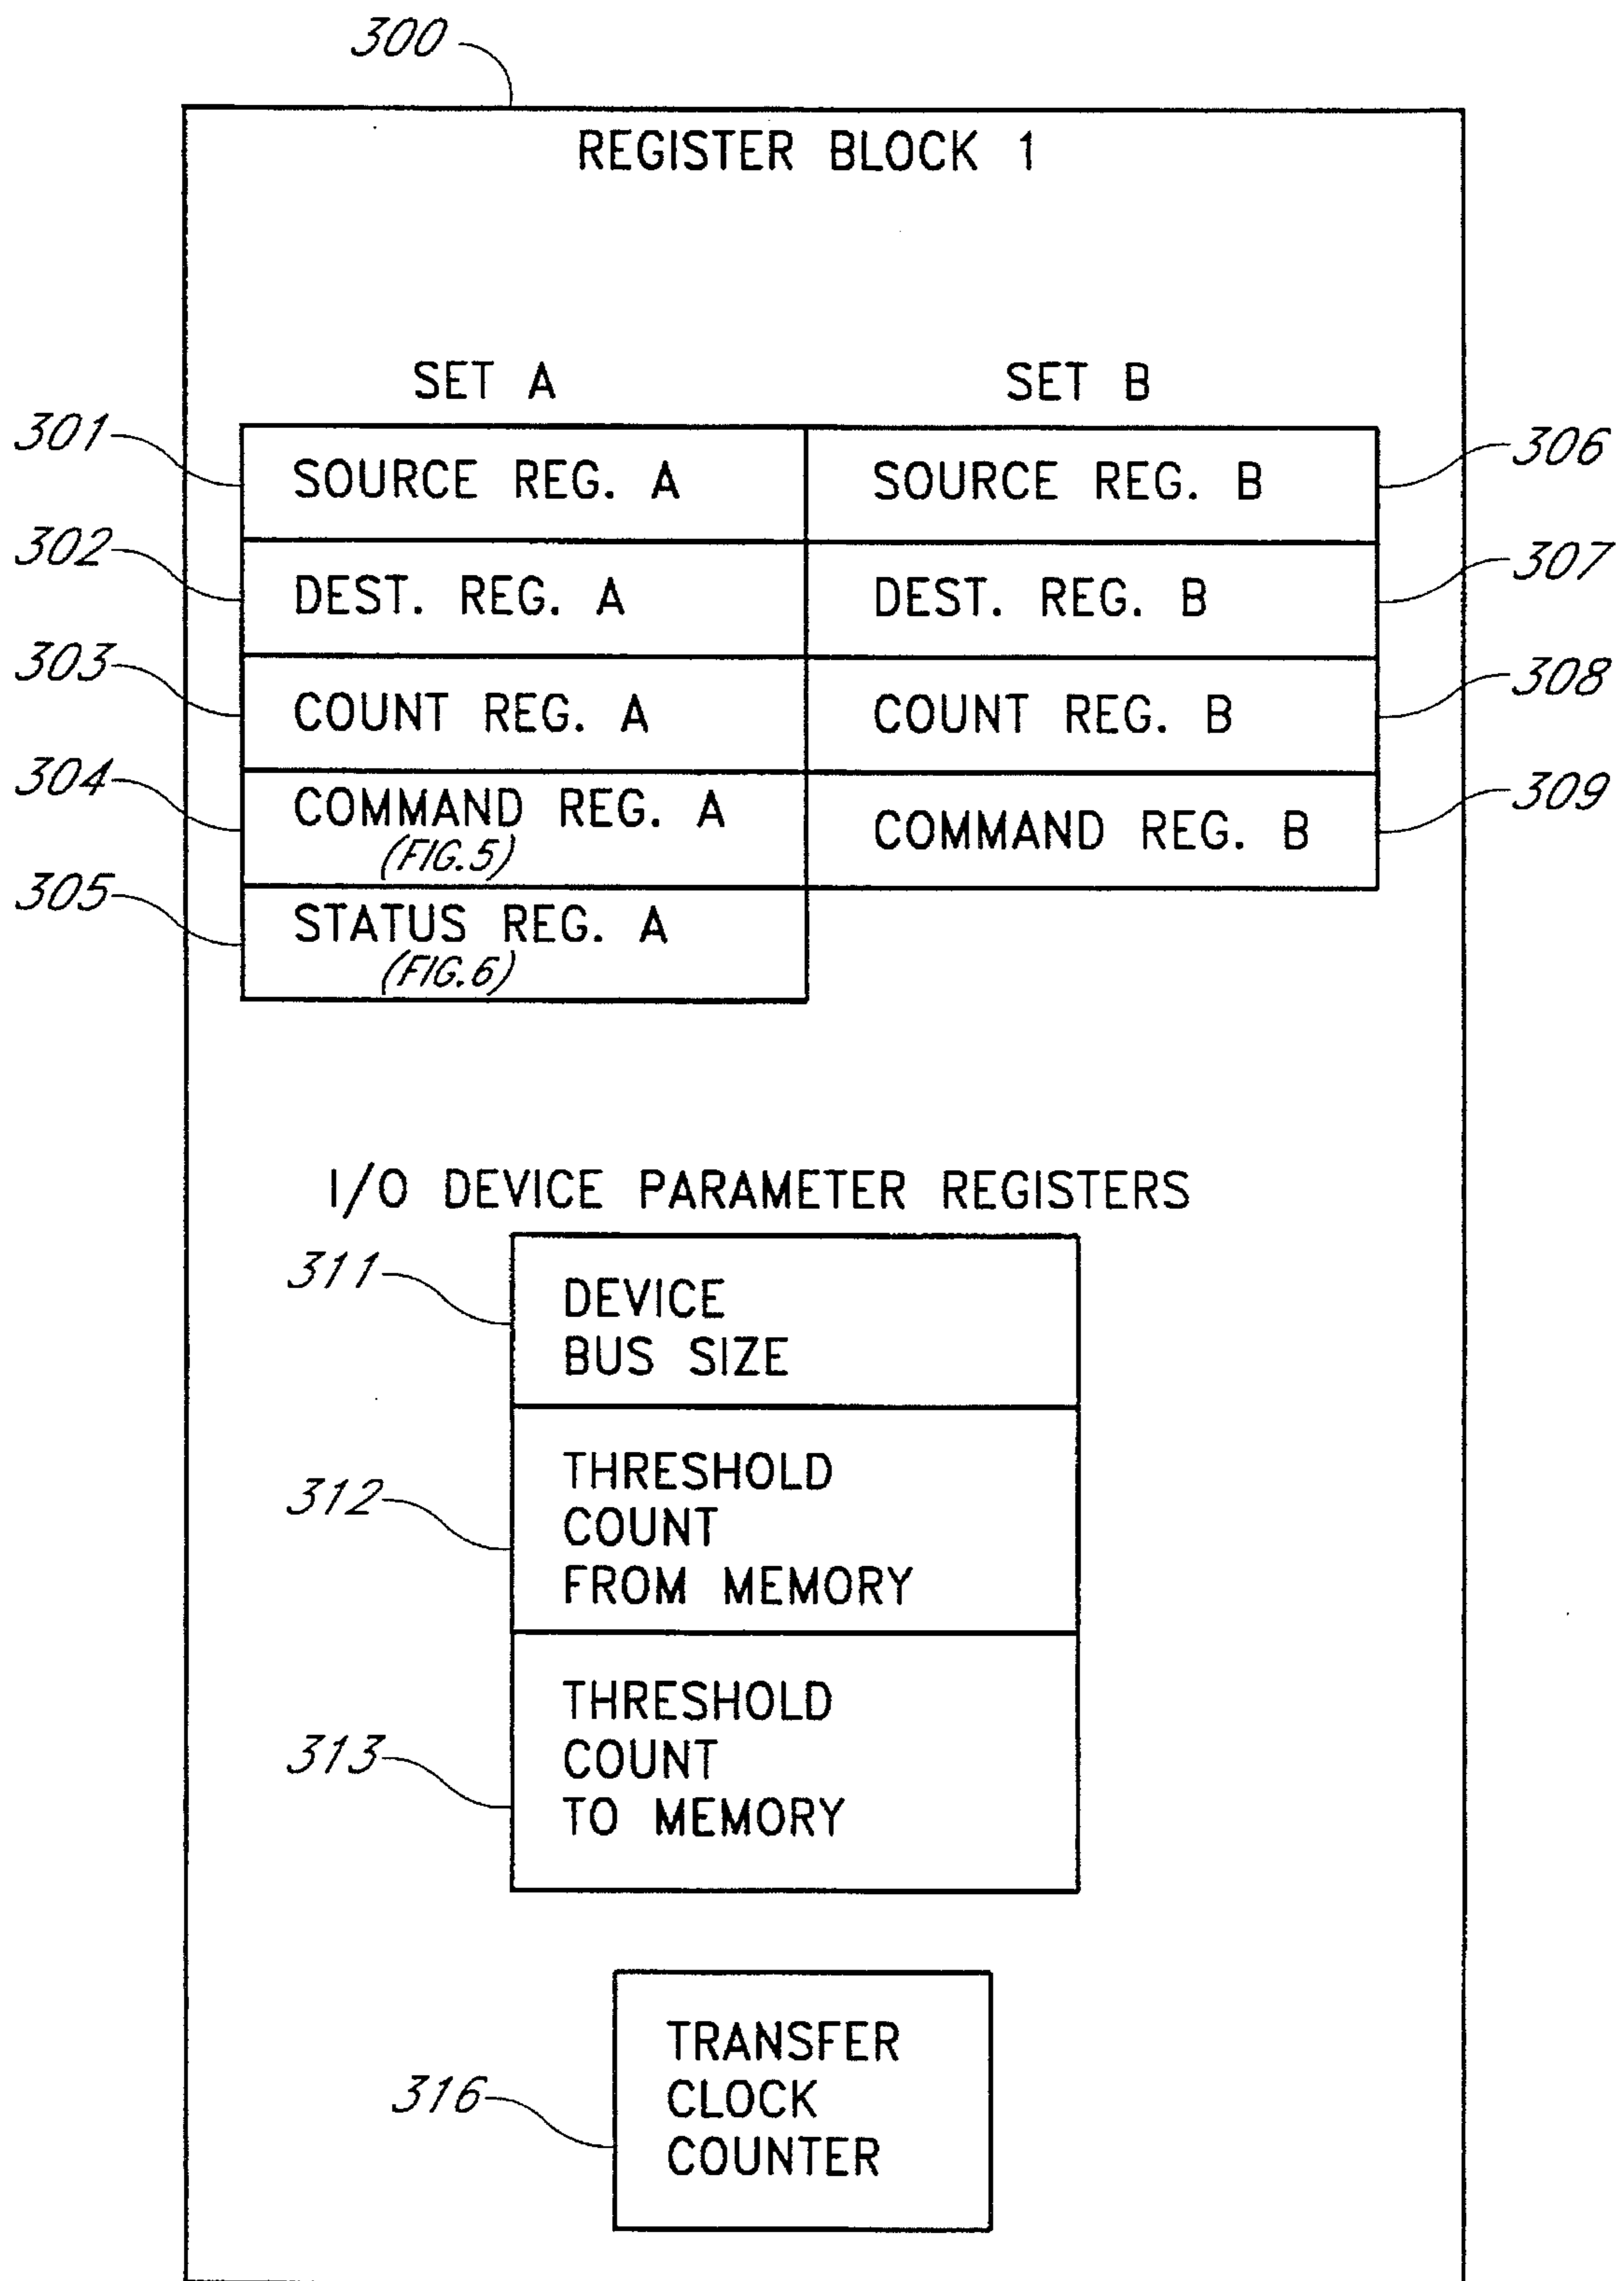 300
REGISTER BLOCK 1
SET A
SET B
301
SOURCE REG. A
SOURCE REG. B
306
302
DEST. REG. A
DEST. REG. B
307
303
COUNT REG. A
COUNT REG. B
308
304
COMMAND REG. A
(FIG.5)
COMMAND REG. B
309
305
STATUS REG. A
(FIG.6)
I/O DEVICE PARAMETER REGISTERS
311
DEVICE
BUS SIZE
312
THRESHOLD
COUNT
FROM MEMORY
313
THRESHOLD
COUNT
TO MEMORY
316
TRANSFER
CLOCK
COUNTER